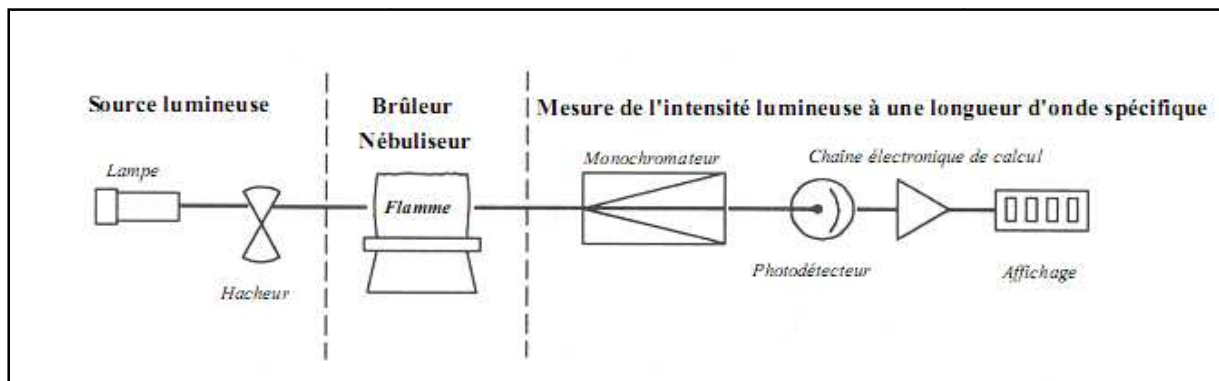 Source lumineuse
Brûleur
Nébuliseur
Mesure de l'intensité lumineuse à une longueur d'onde spécifique
Lampe
Hacheur
Flamme
Monochromateur
Chaîne électronique de calcul
Photodétecteur
Affichage